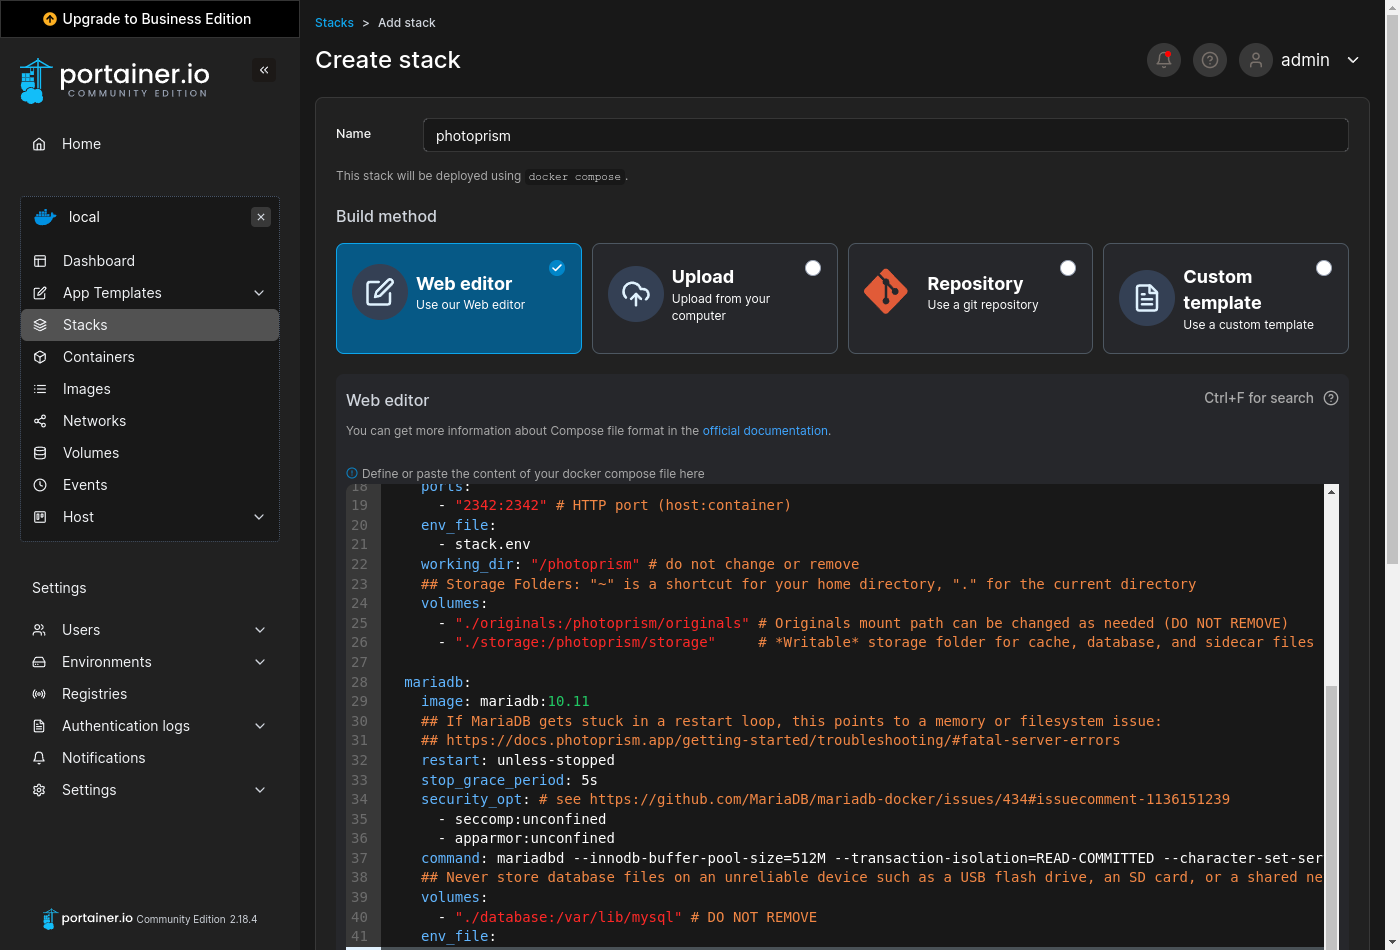 Upgrade to Business Edition
portainer.io
COMMUNITY EDITION
Home
local
Dashboard
App Templates
Stacks
Containers
Images
Networks
Volumes
Events
Host
Settings
Users
Environments
Registries
Authentication logs
Notifications
Settings
portainer.io Community Edition 2.18.4
Stacks > Add stack
Create stack
admin
Name
photoprism
This stack will be deployed using docker compose.
Build method
Web editor
Use our Web editor
Upload
Upload from your
computer
Repository
Use a git repository
Custom
template
Use a custom template
Web editor
Ctrl+F for search
You can get more information about Compose file format in the official documentation.
Define or paste the content of your docker compose file here
18 ports:
19 - "2342:2342" # HTTP port (host:container)
20 env_file:
21 - stack.env
22 working_dir: "/photoprism" # do not change or remove
23 ## Storage Folders: "~" is a shortcut for your home directory, "." for the current directory
24 volumes:
25 - "./originals:/photoprism/originals" # Originals mount path can be changed as needed (DO NOT REMOVE)
26 - "./storage:/photoprism/storage" # *Writable* storage folder for cache, database, and sidecar files
27
28 mariadb:
29 image: mariadb:10.11
30 ## If MariaDB gets stuck in a restart loop, this points to a memory or filesystem issue:
31 ## https://docs.photoprism.app/getting-started/troubleshooting/#fatal-server-errors
32 restart: unless-stopped
33 stop_grace_period: 5s
34 security_opt: # see https://github.com/MariaDB/mariadb-docker/issues/434#issuecomment-1136151239
35 - seccomp:unconfined
36 - apparmor:unconfined
37 command: mariadbd --innodb-buffer-pool-size=512M --transaction-isolation=READ-COMMITTED --character-set-ser
38 ## Never store database files on an unreliable device such as a USB flash drive, an SD card, or a shared ne
39 volumes:
40 - "./database:/var/lib/mysql" # DO NOT REMOVE
41 env_file: